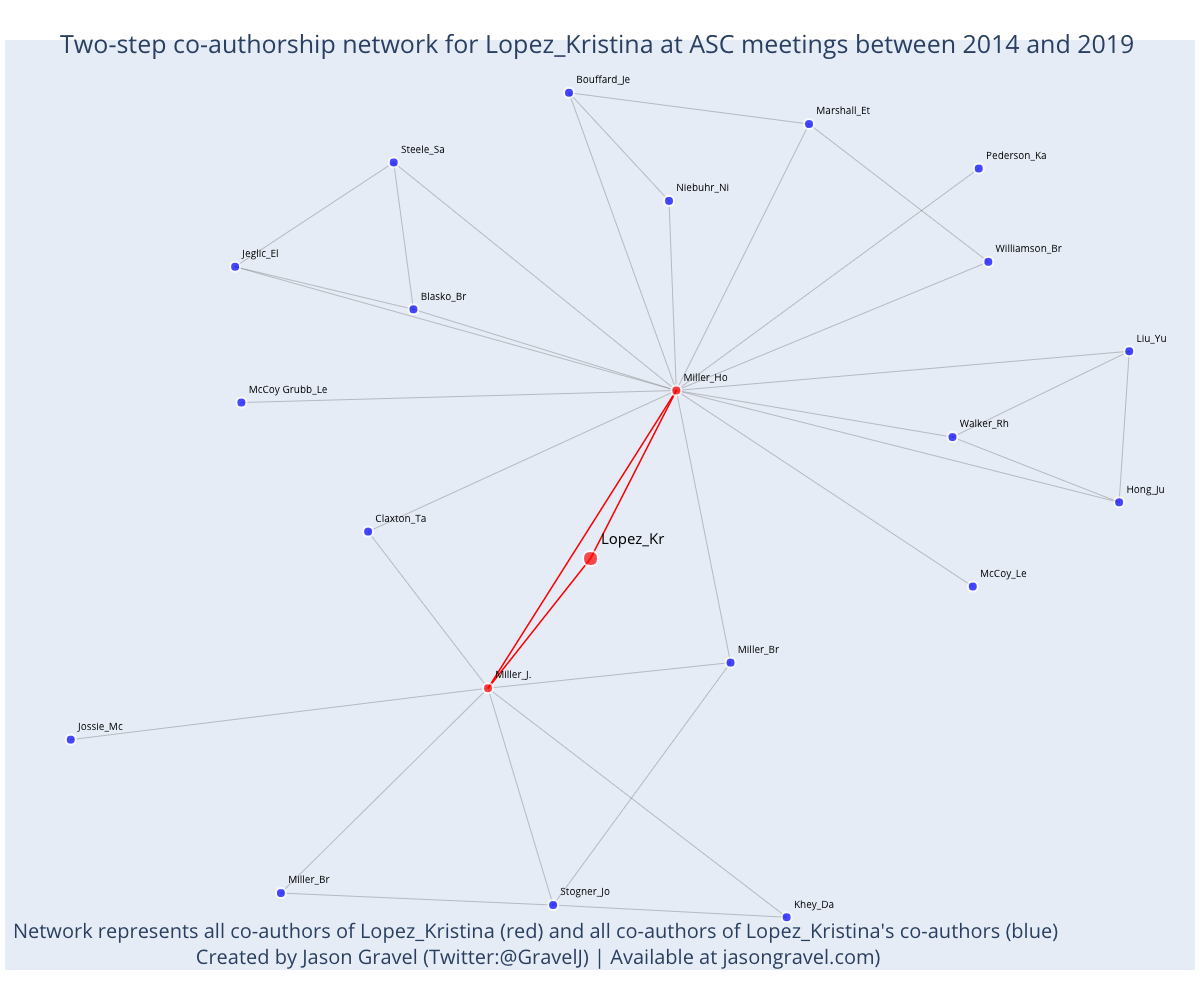 Two-step co-authorship network for Lopez_Kristina at ASC meetings between 2014 and 2019
Bouffard_Je
Marshall_Et
Steele_Sa
Pederson_Ka
Niebuhr_Ni
Jeglic_El
Williamson_Br
Blasko_Br
Liu_Yu
Miller_Ho
McCoy Grubb_Le
Walker_Rh
Hong_Ju
Claxton_Ta
Lopez_Kr
McCoy_Le
Miller_Br
Miller_J.
Jossie_Mc
Miller_Br
Stogner_Jo
Khey_Da
Network represents all co-authors of Lopez_Kristina (red) and all co-authors of Lopez_Kristina's co-authors (blue)
Created by Jason Gravel (Twitter:@GravelJ) | Available at jasongravel.com)